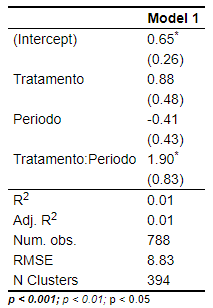 Model 1
(Intercept) 0.65*
(0.26)
Tratamento 0.88
(0.48)
Periodo -0.41
(0.43)
Tratamento:Periodo 1.90*
(0.83)
R2 0.01
Adj. R2 0.01
Num. obs. 788
RMSE 8.83
N Clusters 394
p < 0.001; p < 0.01; p < 0.05